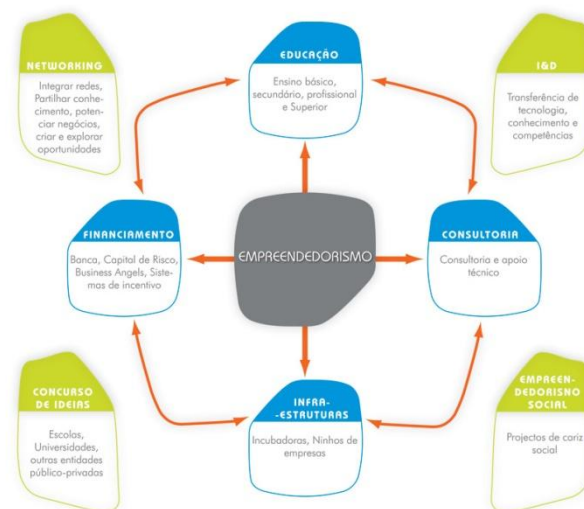 NETWORKING
Integrar redes,
Partilhar conhe-
cimento, poten-
ciar negócios,
criar e explorar
oportunidades
EDUCAÇÃO
Ensino básico,
secundário, profissional
e Superior
I&D
Transferência de
tecnologia,
conhecimento e
competências
FINANCIAMENTO
Banca, Capital de Risco,
Business Angels, Siste-
mas de incentivo
EMPREENDEDORISMO
CONSULTORIA
Consultoria e apoio
técnico
CONCURSO
DE IDEIAS
Escolas,
Universidades,
outras entidades
público-privadas
INFRA-
-ESTRUTURAS
Incubadoras, Ninhos de
empresas
EMPREEN-
DEDORISNO
SOCIAL
Projectos de cariz
social